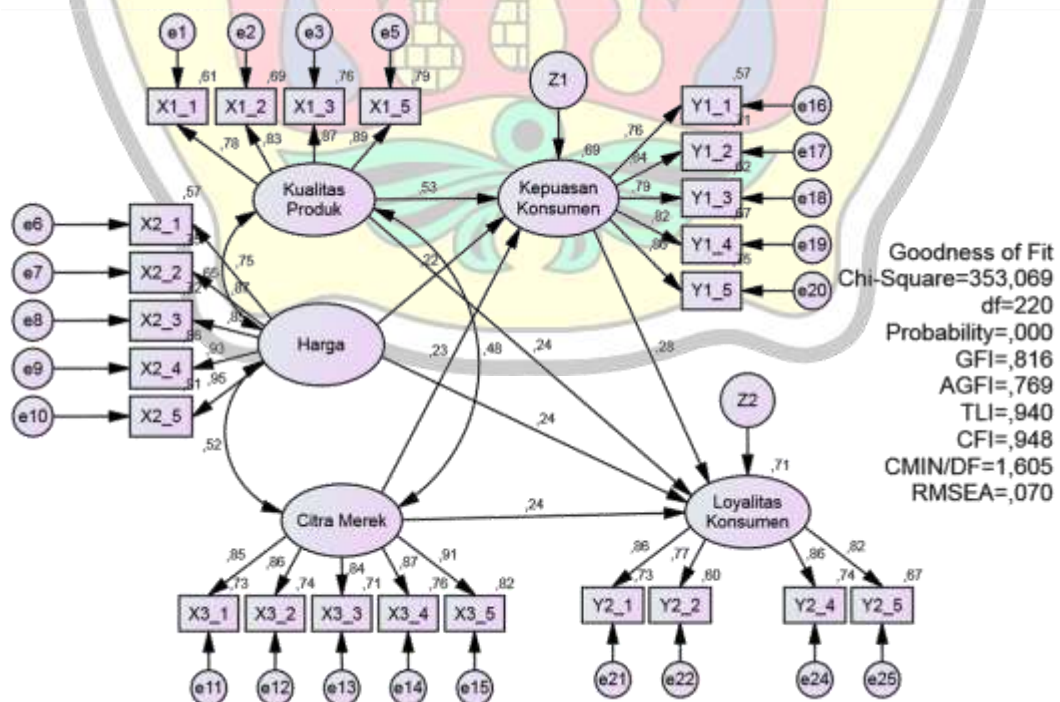 e1
e2
e3
e5
,61
,69
,76
,79
X1_1
X1_2
X1_3
X1_5
,78
,83
,87
,89
Kualitas
Produk
Z1
,69
Kepuasan
Konsumen
,53
,57
Y1_1
e16
,76
Y1_2
e17
,84
,62
Y1_3
e18
,79
,67
Y1_4
e19
,82
Y1_5
e20
e6
,57
X2_1
e7
X2_2
e8
X2_3
e9
X2_4
e10
X2_5
,75
,65
,87
,93
,95
Harga
,22
,24
,48
,23
,24
,28
,52
Citra Merek
,24
,85
,86
,84
,87
,91
,73
,74
,71
,76
,82
X3_1
X3_2
X3_3
X3_4
X3_5
e11
e12
e13
e14
e15
Z2
,71
Loyalitas
Konsumen
,86
,77
,86
,82
,73
,60
,74
,67
Y2_1
Y2_2
Y2_4
Y2_5
e21
e22
e24
e25
Goodness of Fit
Chi-Square=353,069
df=220
Probability=,000
GFI=,816
AGFI=,769
TLI=,940
CFI=,948
CMIN/DF=1,605
RMSEA=,070